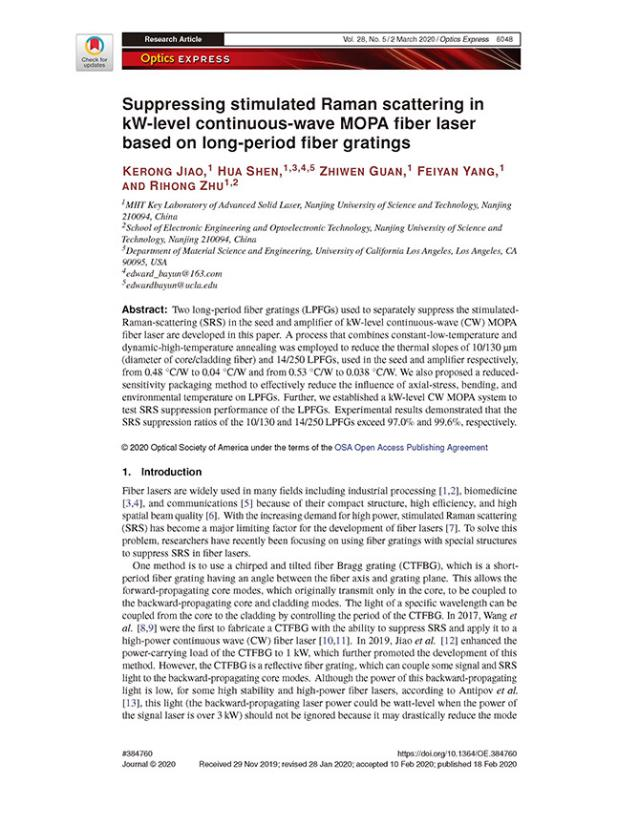 Check for
updates
Research Article
Vol. 28, No. 5 / 2 March 2020 / Optics Express 6048
Optics EXPRESS
Suppressing stimulated Raman scattering in
kW-level continuous-wave MOPA fiber laser
based on long-period fiber gratings
KERONG JIAO,1 HUA SHEN,1,3,4,5 ZHIWEN GUAN,1 FEIYAN YANG,1
AND RIHONG ZHU1,2
1MHT Key Laboratory of Advanced Solid Laser, Nanjing University of Science and Technology, Nanjing
210094, China
2School of Electronic Engineering and Optoelectronic Technology, Nanjing University of Science and
Technology, Nanjing 210094, China
3Department of Material Science and Engineering, University of California Los Angeles, Los Angeles, CA
90095, USA
4edward_bayun@163.com
5edwardbayun@ucla.edu
Abstract: Two long-period fiber gratings (LPFGs) used to separately suppress the stimulated-
Raman-scattering (SRS) in the seed and amplifier of kW-level continuous-wave (CW) MOPA
fiber laser are developed in this paper. A process that combines constant-low-temperature and
dynamic-high-temperature annealing was employed to reduce the thermal slopes of 10/130 μm
(diameter of core/cladding fiber) and 14/250 LPFGs, used in the seed and amplifier respectively,
from 0.48 °C/W to 0.04 °C/W and from 0.53 °C/W to 0.038 °C/W. We also proposed a reduced-
sensitivity packaging method to effectively reduce the influence of axial-stress, bending, and
environmental temperature on LPFGs. Further, we established a kW-level CW MOPA system to
test SRS suppression performance of the LPFGs. Experimental results demonstrated that the
SRS suppression ratios of the 10/130 and 14/250 LPFGs exceed 97.0% and 99.6%, respectively.
© 2020 Optical Society of America under the terms of the OSA Open Access Publishing Agreement
1. Introduction
Fiber lasers are widely used in many fields including industrial processing [1,2], biomedicine
[3,4], and communications [5] because of their compact structure, high efficiency, and high
spatial beam quality [6]. With the increasing demand for high power, stimulated Raman scattering
(SRS) has become a major limiting factor for the development of fiber lasers [7]. To solve this
problem, researchers have recently been focusing on using fiber gratings with special structures
to suppress SRS in fiber lasers.
One method is to use a chirped and tilted fiber Bragg grating (CTFBG), which is a short-
period fiber grating having an angle between the fiber axis and grating plane. This allows the
forward-propagating core modes, which originally transmit only in the core, to be coupled to
the backward-propagating core and cladding modes. The light of a specific wavelength can be
coupled from the core to the cladding by controlling the period of the CTFBG. In 2017, Wang et
al. [8,9] were the first to fabricate a CTFBG with the ability to suppress SRS and apply it to a
high-power continuous wave (CW) fiber laser [10,11]. In 2019, Jiao et al. [12] enhanced the
power-carrying load of the CTFBG to 1 kW, which further promoted the development of this
method. However, the CTFBG is a reflective fiber grating, which can couple some signal and SRS
light to the backward-propagating core modes. Although the power of this backward-propagating
light is low, for some high stability and high-power fiber lasers, according to Antipov et al.
[13], this light (the backward-propagating laser power could be watt-level when the power of
the signal laser is over 3 kW) should not be ignored because it may drastically reduce the mode
#384760
https://doi.org/10.1364/OE.384760
Journal © 2020
Received 29 Nov 2019; revised 28 Jan 2020; accepted 10 Feb 2020; published 18 Feb 2020